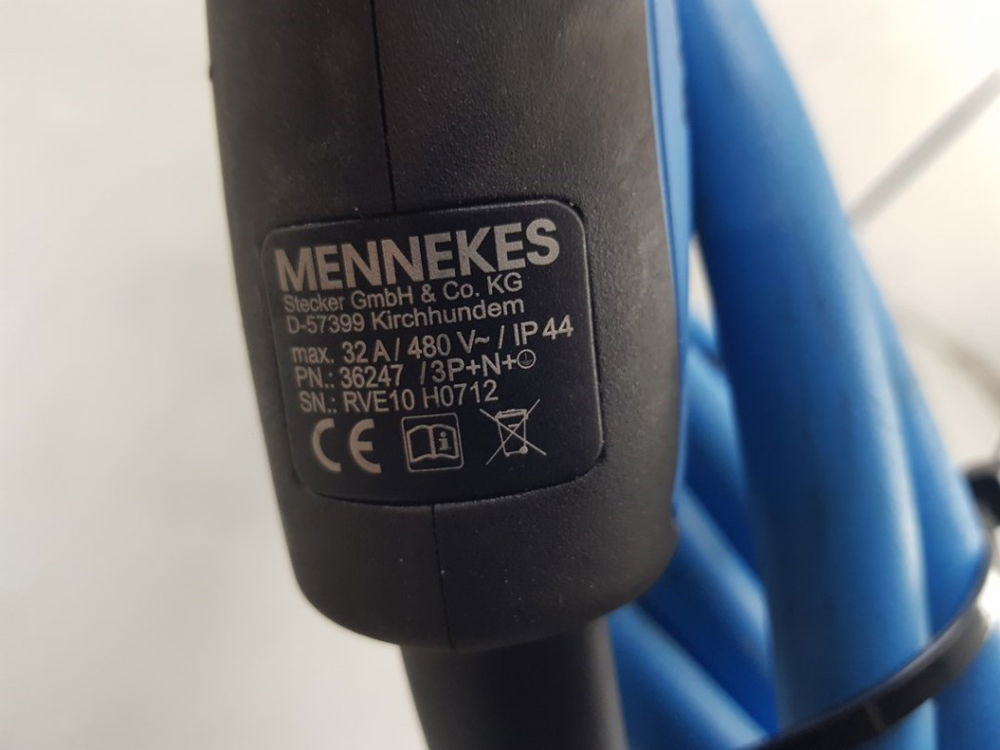 MENNEKES
Stecker GmbH & Co. KG
D-57399 Kirchhundem
max. 32 A / 480 V~ / IP 44
PN.: 36247 / 3P+N+⏚
SN.: RVE10 H0712
CE
i